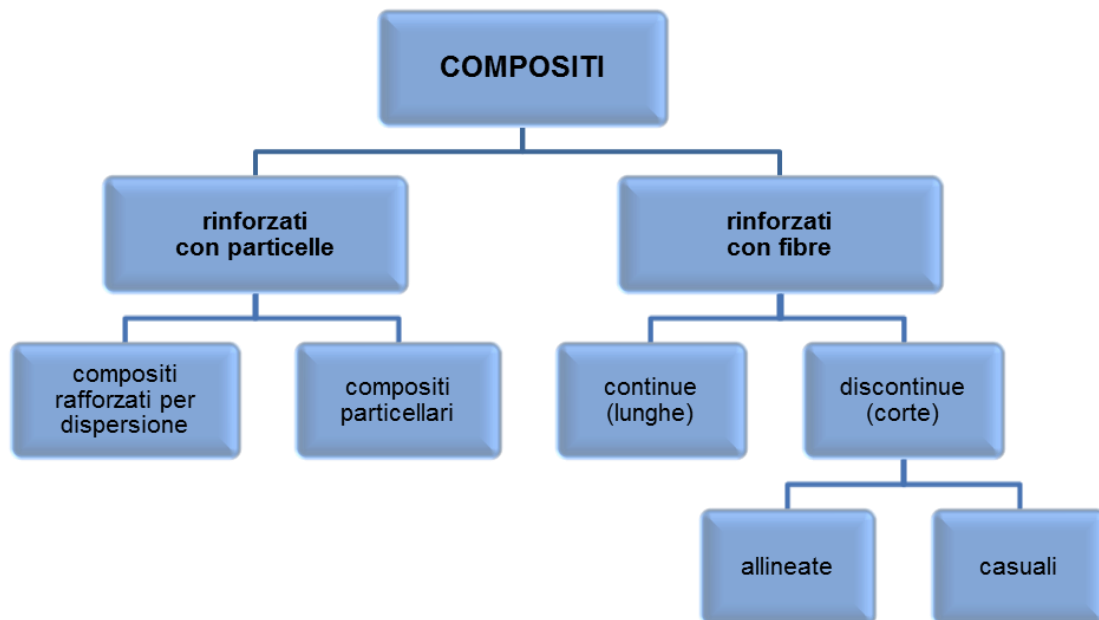 COMPOSITI
rinforzati
con particelle
rinforzati
con fibre
compositi
rafforzati per
dispersione
compositi
particellari
continue
(lunghe)
discontinue
(corte)
allineate
casuali